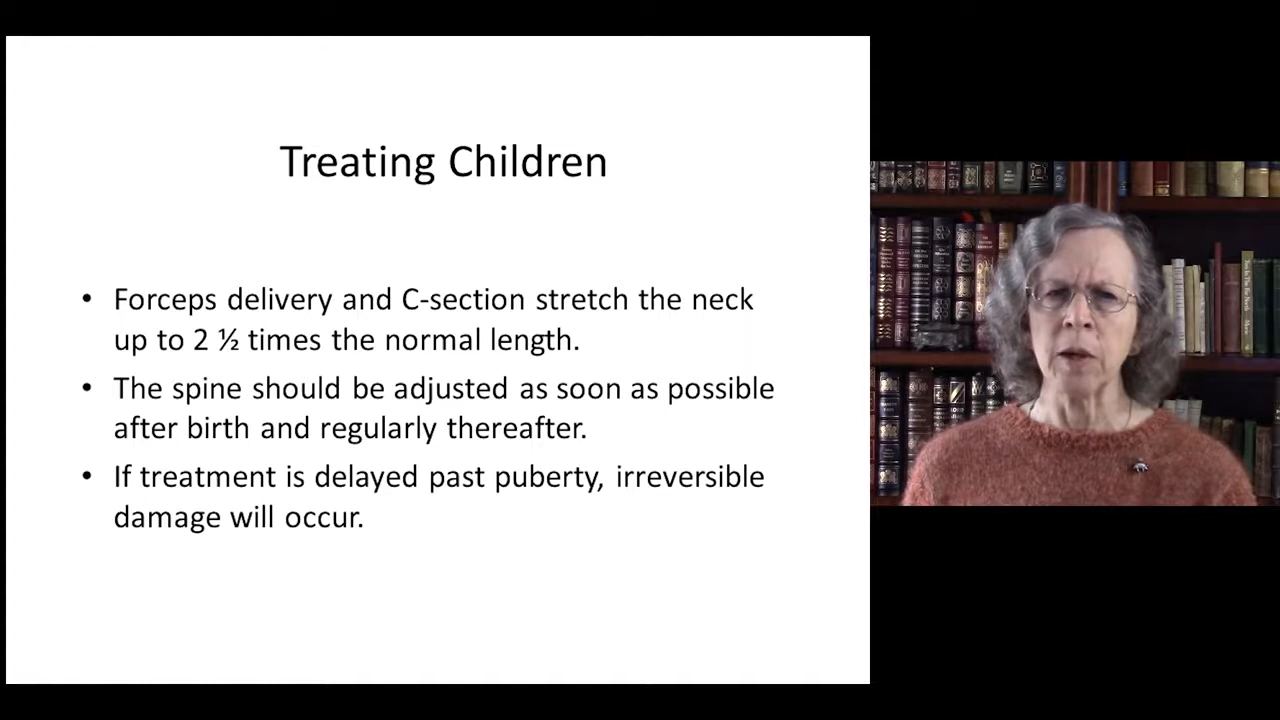 Treating Children
• Forceps delivery and C-section stretch the neck
up to 2 ½ times the normal length.
• The spine should be adjusted as soon as possible
after birth and regularly thereafter.
• If treatment is delayed past puberty, irreversible
damage will occur.